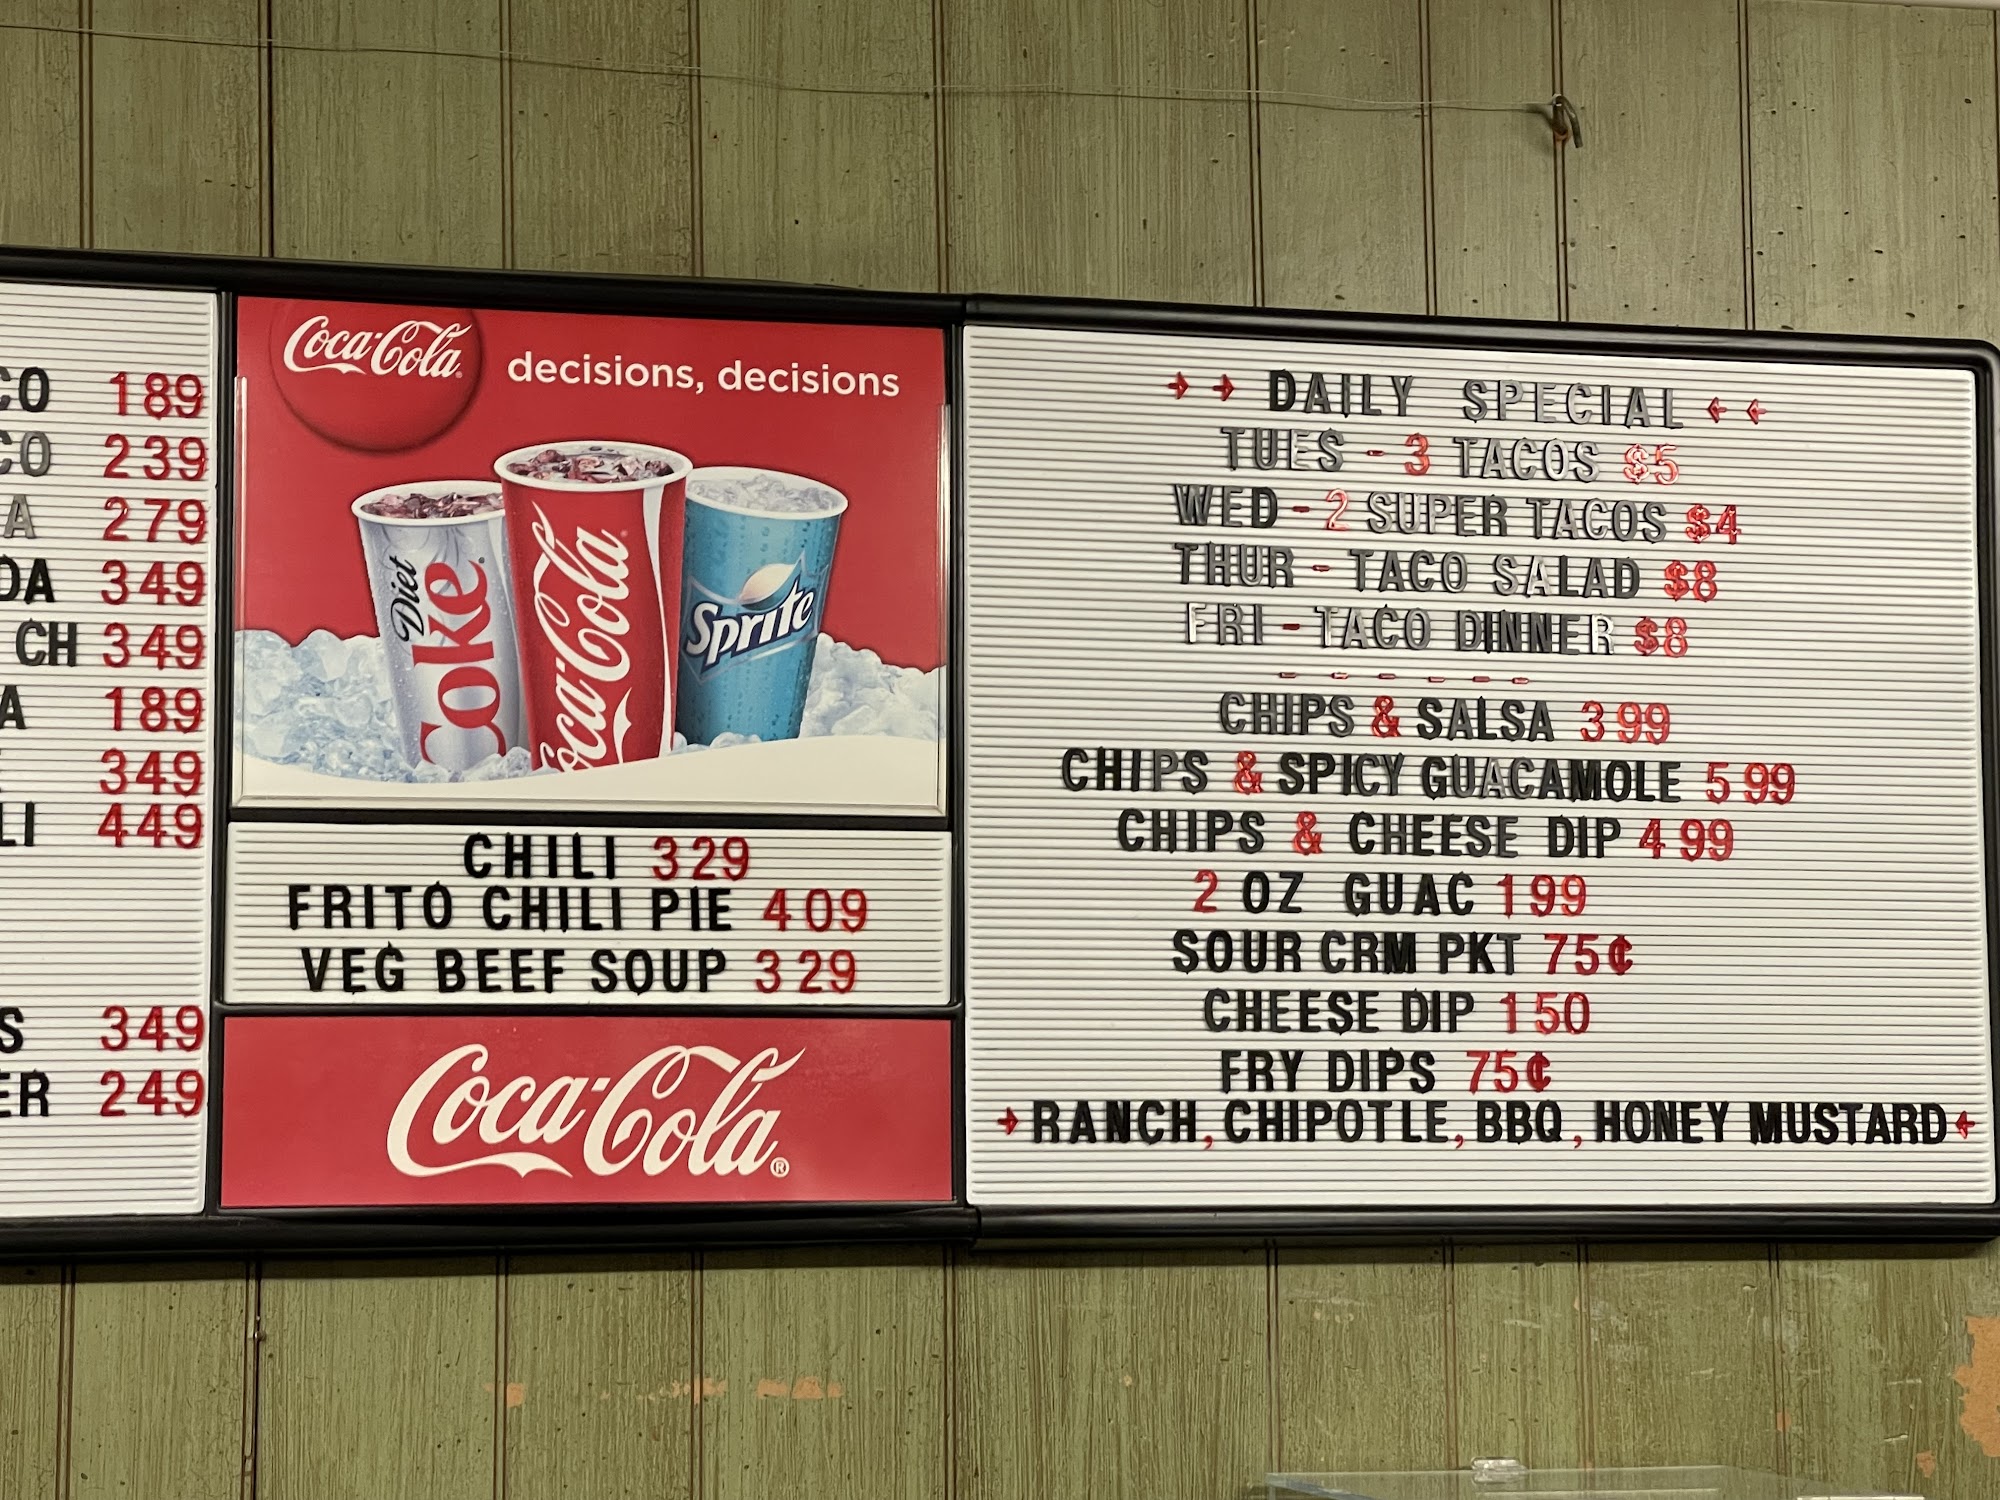 CO 189
CO 239
A 279
DA 349
CH 349
A 189
349
LI 449
S 349
ER 249
Coca-Cola
decisions, decisions
Diet Coke
Coca-Cola
Sprite
CHILI 329
FRITO CHILI PIE 409
VEG BEEF SOUP 329
Coca-Cola®
→→ DAILY SPECIAL ←←
TUES - 3 TACOS $5
WED - 2 SUPER TACOS $4
THUR - TACO SALAD $8
FRI - TACO DINNER $8
- - - - - -
CHIPS & SALSA 399
CHIPS & SPICY GUACAMOLE 599
CHIPS & CHEESE DIP 499
2 OZ GUAC 199
SOUR CRM PKT 75¢
CHEESE DIP 150
FRY DIPS 75¢
→RANCH, CHIPOTLE, BBQ, HONEY MUSTARD←